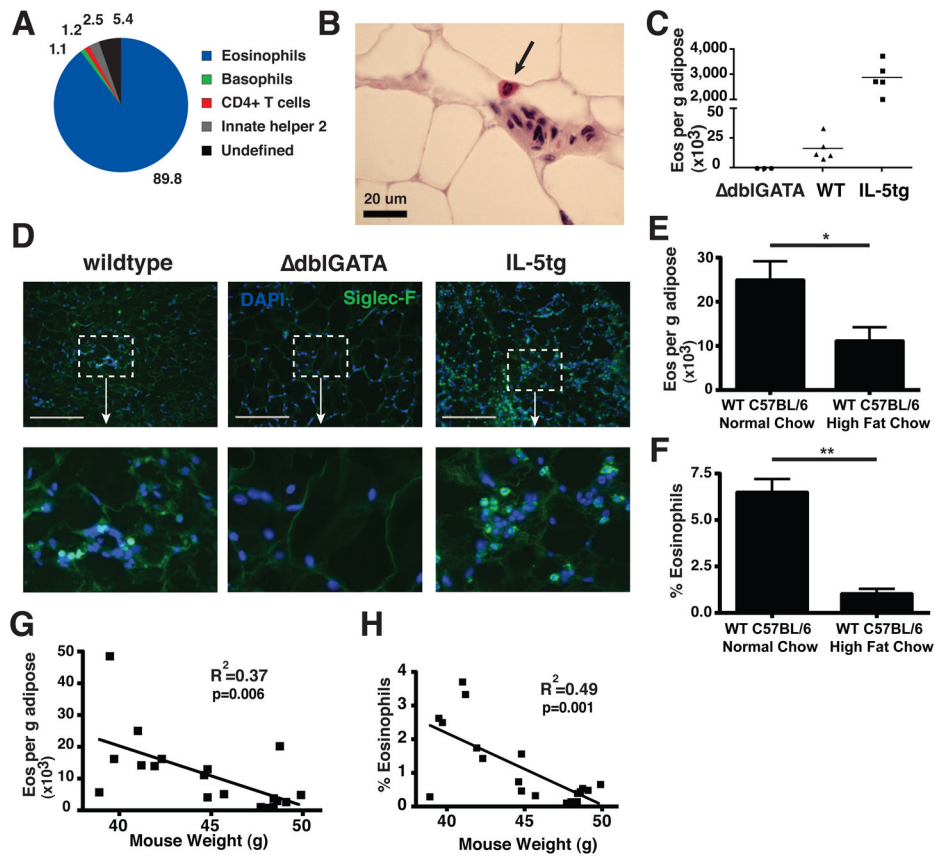 A
1.2
2.5
5.4
1.1
89.8
Eosinophils
Basophils
CD4+ T cells
Innate helper 2
Undefined
B
20 um
C
Eos per g adipose
(x10³)
4,000
3,000
2,000
50
25
0
ΔdblGATA
WT
IL-5tg
D
wildtype
ΔdblGATA
IL-5tg
DAPI
Siglec-F
E
Eos per g adipose
(x10³)
30
20
10
0
*
WT C57BL/6
Normal Chow
WT C57BL/6
High Fat Chow
F
% Eosinophils
7.5
5.0
2.5
0.0
**
WT C57BL/6
Normal Chow
WT C57BL/6
High Fat Chow
G
Eos per g adipose
(x10³)
50
40
30
20
10
0
R²=0.37
p=0.006
40
45
50
Mouse Weight (g)
H
% Eosinophils
4
3
2
1
0
R²=0.49
p=0.001
40
45
50
Mouse Weight (g)